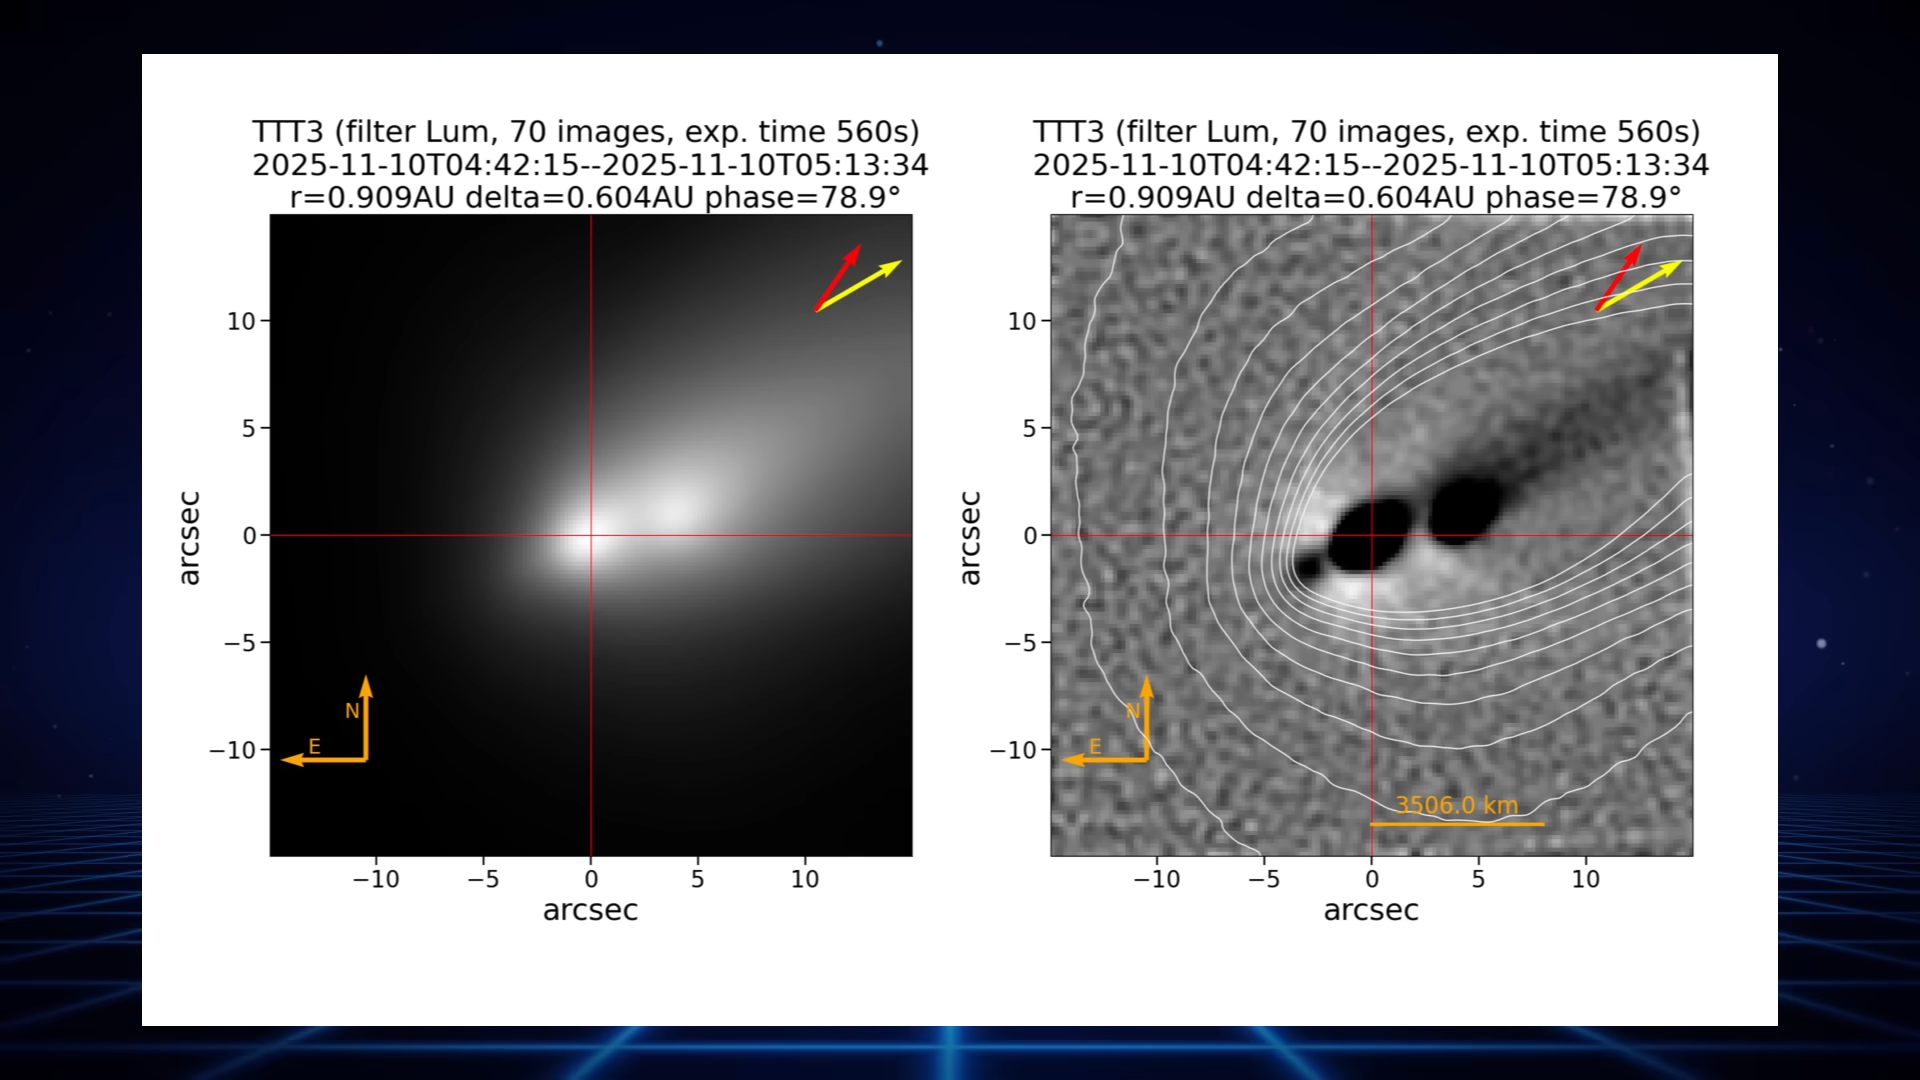 TTT3 (filter Lum, 70 images, exp. time 560s)
2025-11-10T04:42:15--2025-11-10T05:13:34
r=0.909AU delta=0.604AU phase=78.9°
10
5
0
−5
−10
arcsec
N
E
−10
−5
0
5
10
arcsec
TTT3 (filter Lum, 70 images, exp. time 560s)
2025-11-10T04:42:15--2025-11-10T05:13:34
r=0.909AU delta=0.604AU phase=78.9°
10
5
0
−5
−10
arcsec
N
E
3506.0 km
−10
−5
0
5
10
arcsec